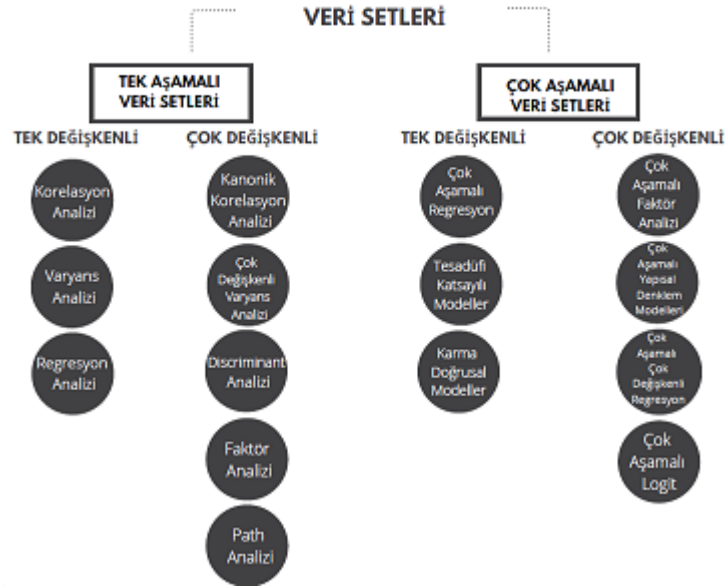 VERİ SETLERİ
TEK AŞAMALI
VERİ SETLERİ
TEK DEĞİŞKENLİ
ÇOK DEĞİŞKENLİ
Korelasyon
Analizi
Varyans
Analizi
Regresyon
Analizi
Kanonik
Korelasyon
Analizi
Çok
Değişkenli
Varyans
Analizi
Discriminant
Analizi
Faktör
Analizi
Path
Analizi
ÇOK AŞAMALI
VERİ SETLERİ
TEK DEĞİŞKENLİ
ÇOK DEĞİŞKENLİ
Çok
Aşamalı
Regresyon
Tesadüfi
Katsayılı
Modeller
Karma
Doğrusal
Modeller
Çok
Aşamalı
Faktör
Analizi
Çok
Aşamalı
Yapısal
Denklem
Modelleri
Çok
Aşamalı
Çok
Değişkenli
Regresyon
Çok
Aşamalı
Logit